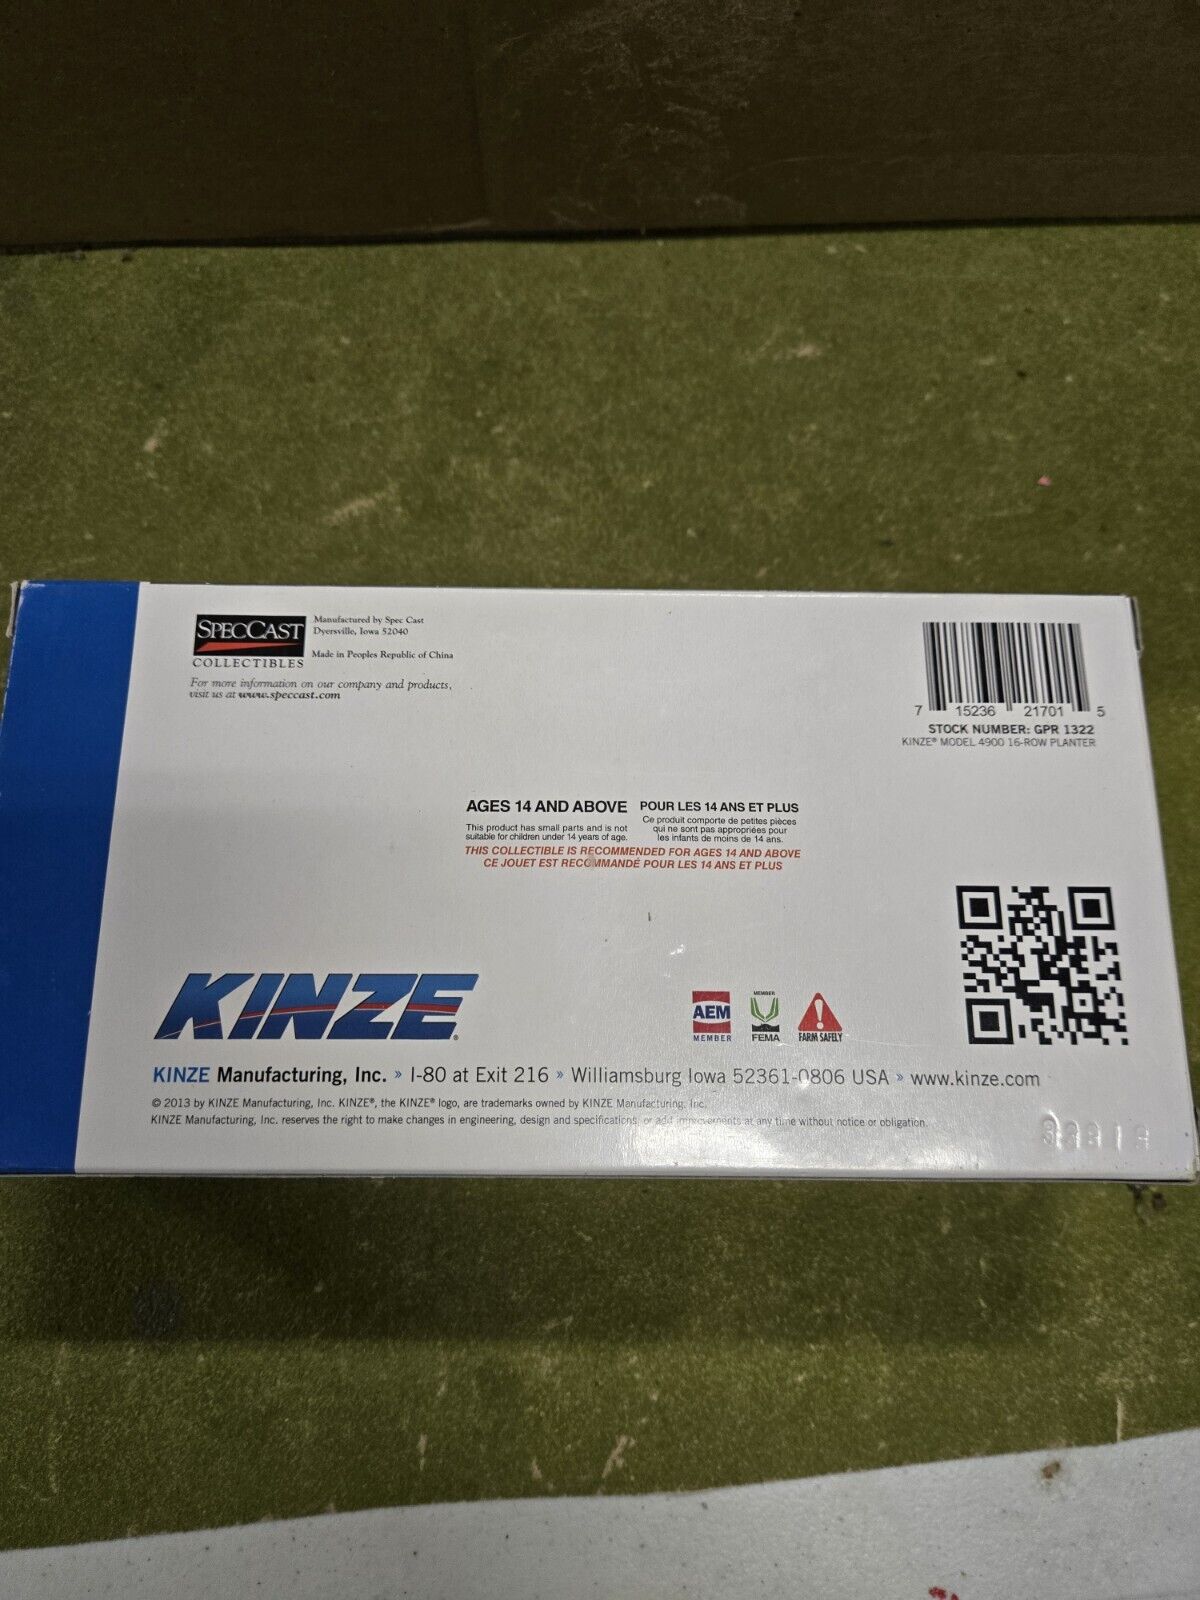 SPECCAST
COLLECTIBLES
Manufactured by Spec Cast
Dyersville, Iowa 52040
Made in Peoples Republic of China
For more information on our company and products,
visit us at www.speccast.com
7 15236 21701 5
STOCK NUMBER: GPR 1322
KINZE® MODEL 4900 16-ROW PLANTER
AGES 14 AND ABOVE
This product has small parts and is not
suitable for children under 14 years of age.
POUR LES 14 ANS ET PLUS
Ce produit comporte de petites pièces
qui ne sont pas appropriées pour
les infants de moins de 14 ans.
THIS COLLECTIBLE IS RECOMMENDED FOR AGES 14 AND ABOVE
CE JOUET EST RECOMMANDÉ POUR LES 14 ANS ET PLUS
KINZE®
AEM
MEMBER
MEMBER
FEMA
FARM SAFELY
KINZE Manufacturing, Inc. » I-80 at Exit 216 » Williamsburg Iowa 52361-0806 USA » www.kinze.com
© 2013 by KINZE Manufacturing, Inc. KINZE®, the KINZE® logo, are trademarks owned by KINZE Manufacturing, Inc.
KINZE Manufacturing, Inc. reserves the right to make changes in engineering, design and specifications, or add improvements at any time without notice or obligation.